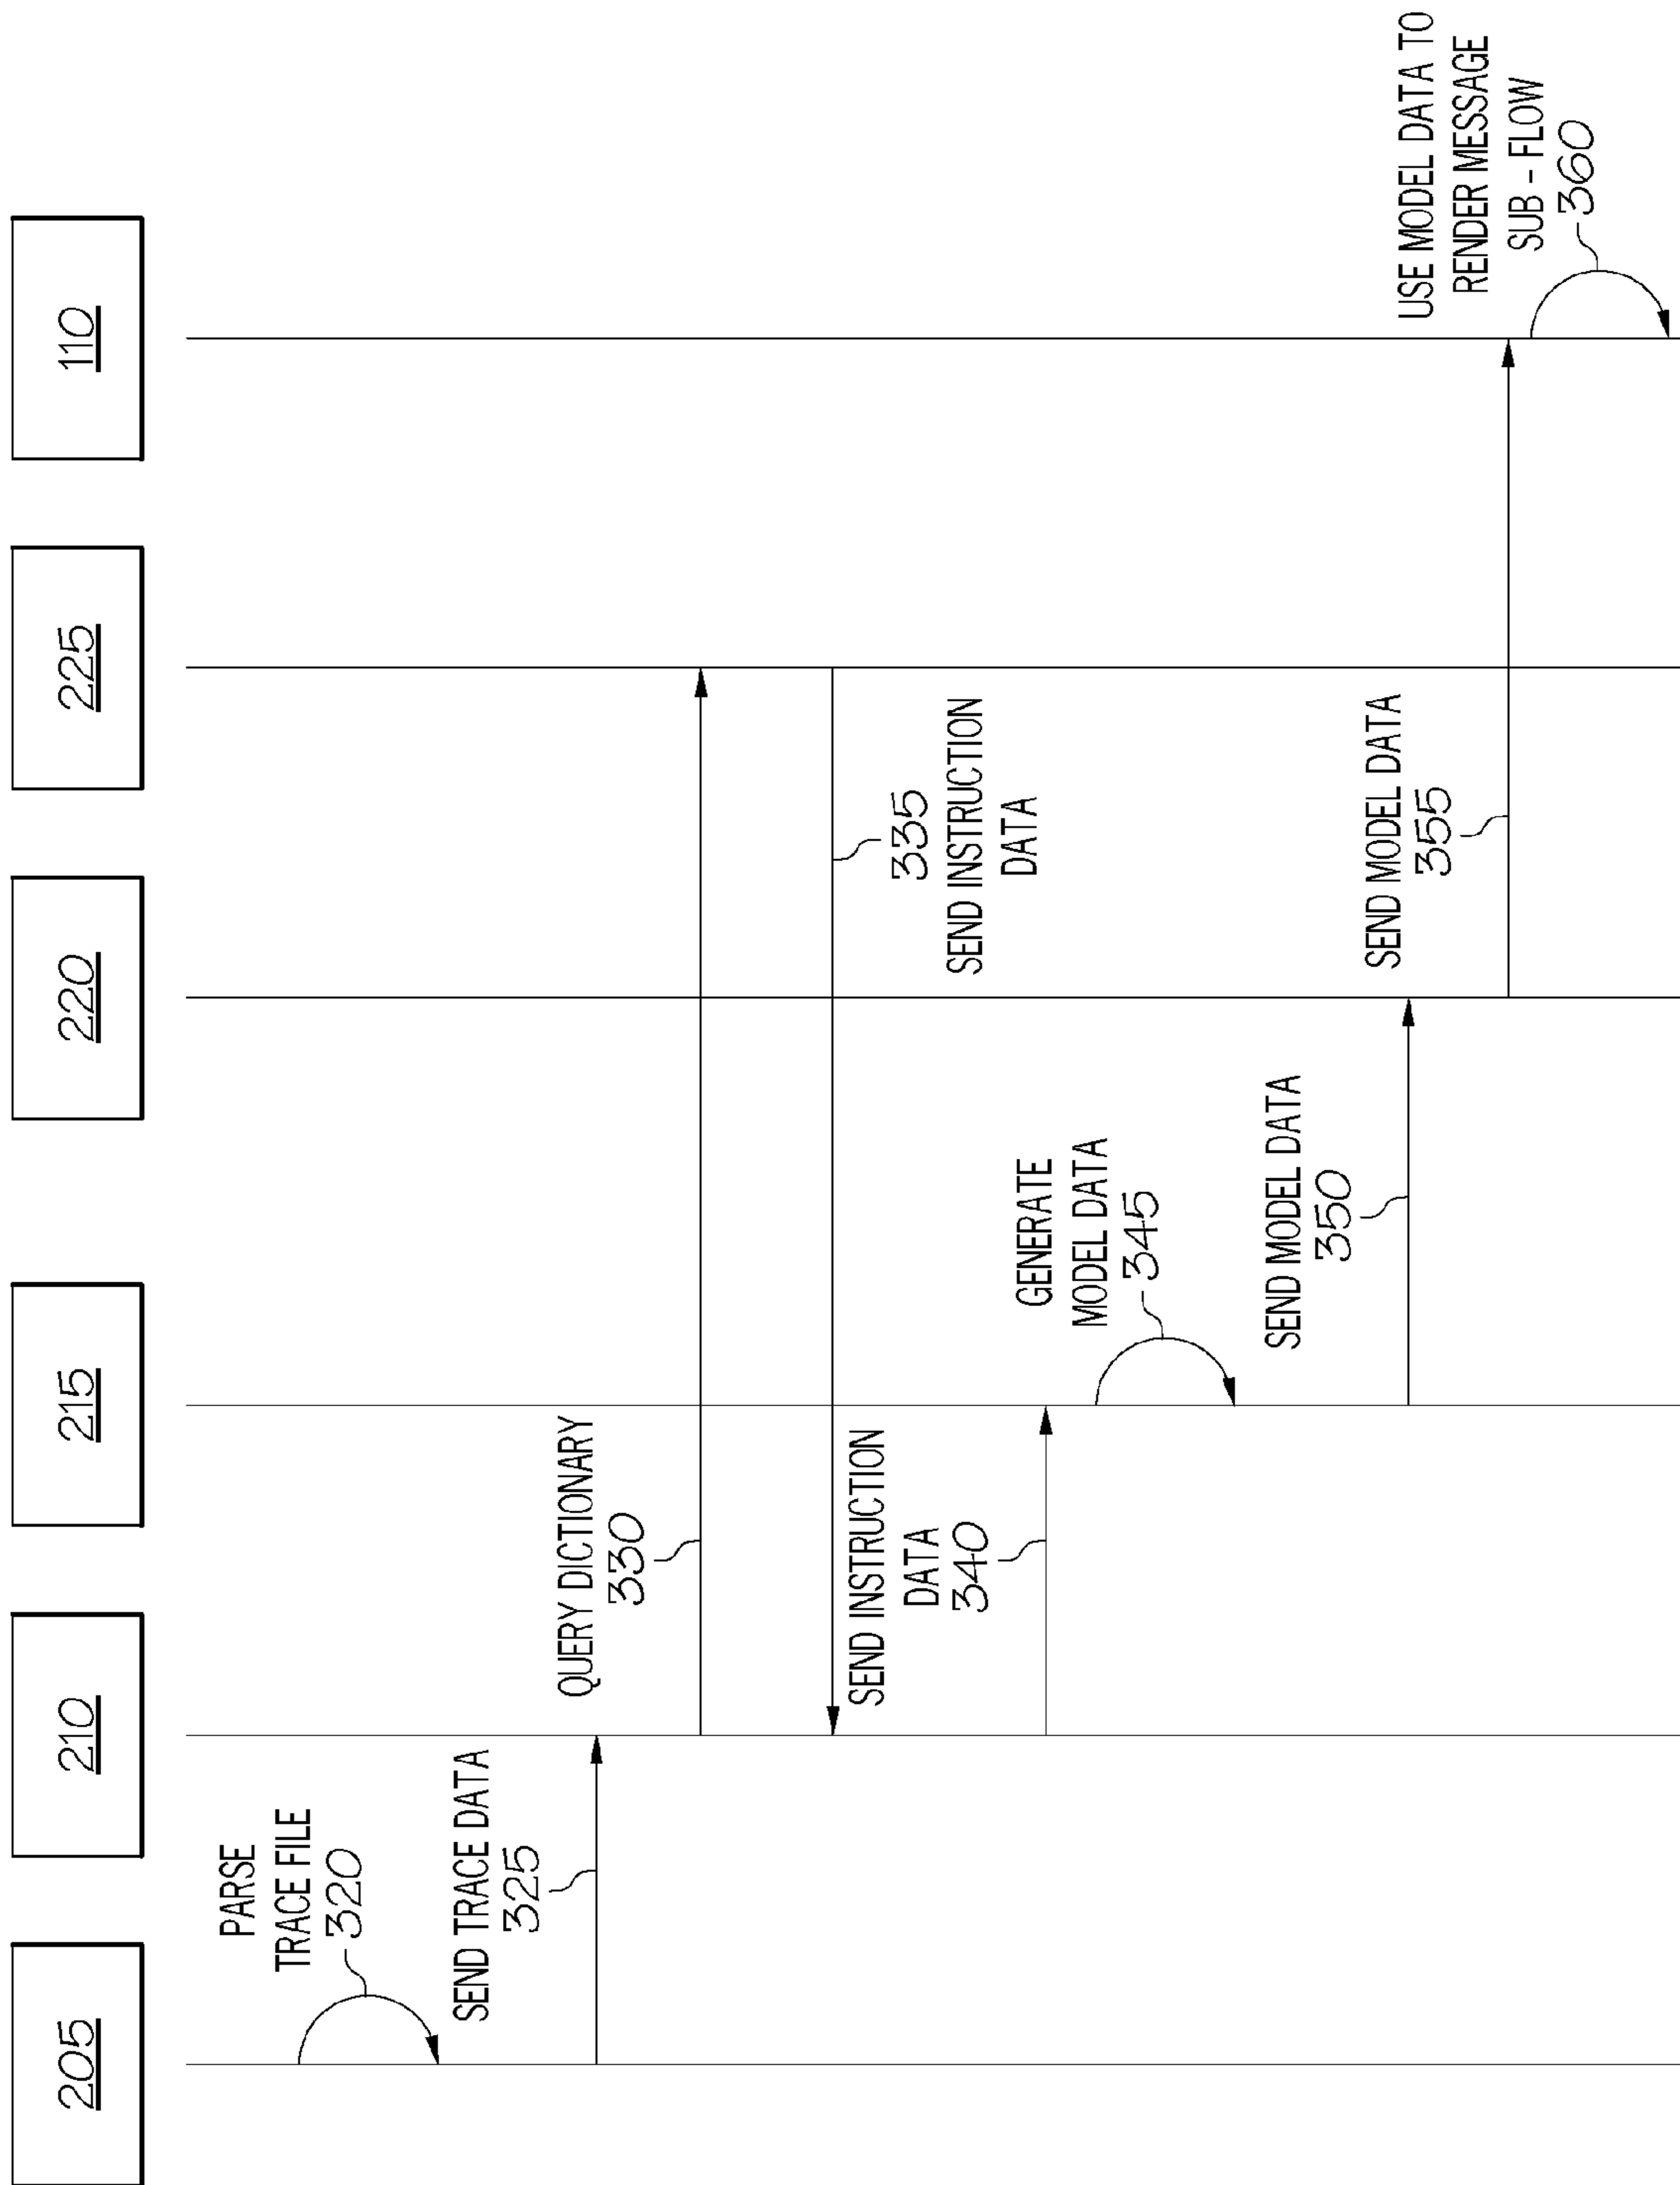 205
210
215
220
225
110
PARSE
TRACE FILE
320
SEND TRACE DATA
325
QUERY DICTIONARY
330
335
SEND INSTRUCTION
DATA
SEND INSTRUCTION
DATA
340
GENERATE
MODEL DATA
345
SEND MODEL DATA
350
SEND MODEL DATA
355
USE MODEL DATA TO
RENDER MESSAGE
SUB - FLOW
360